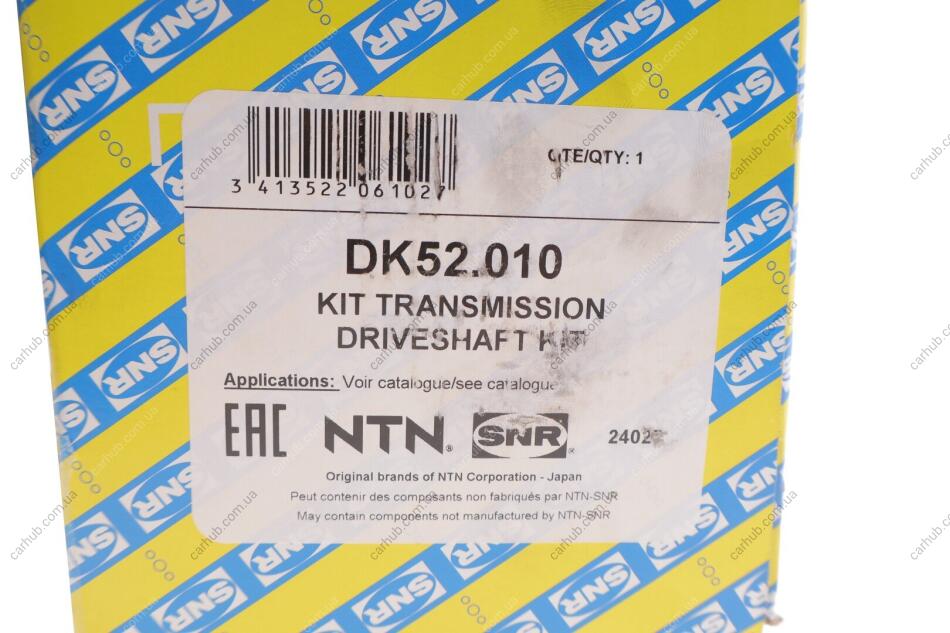 3 413522 061027
QTE/QTY: 1
DK52.010
KIT TRANSMISSION
DRIVESHAFT KIT
Applications: Voir catalogue/see catalogue
EAC NTN® SNR®
Original brands of NTN Corporation - Japan
Peut contenir des composants non fabriqués par NTN-SNR
May contain components not manufactured by NTN-SNR
SNR
carhub.com.ua